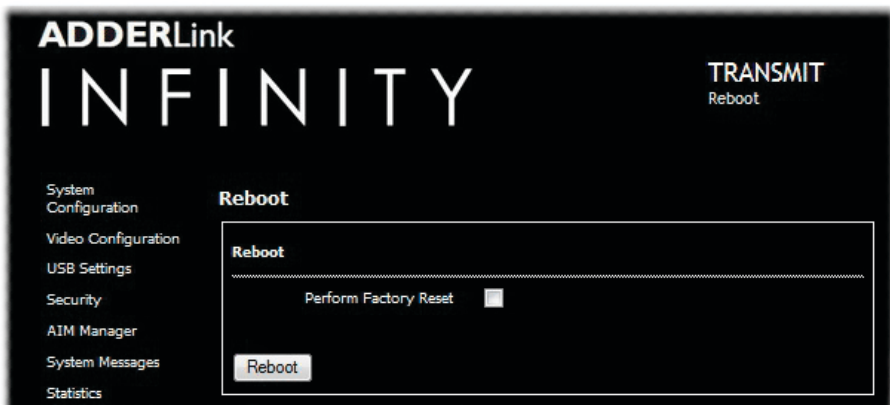 ADDERLink
INFINITY
TRANSMIT
Reboot
System
Configuration
Video Configuration
USB Settings
Security
AIM Manager
System Messages
Statistics
Reboot
Reboot
Perform Factory Reset
Reboot